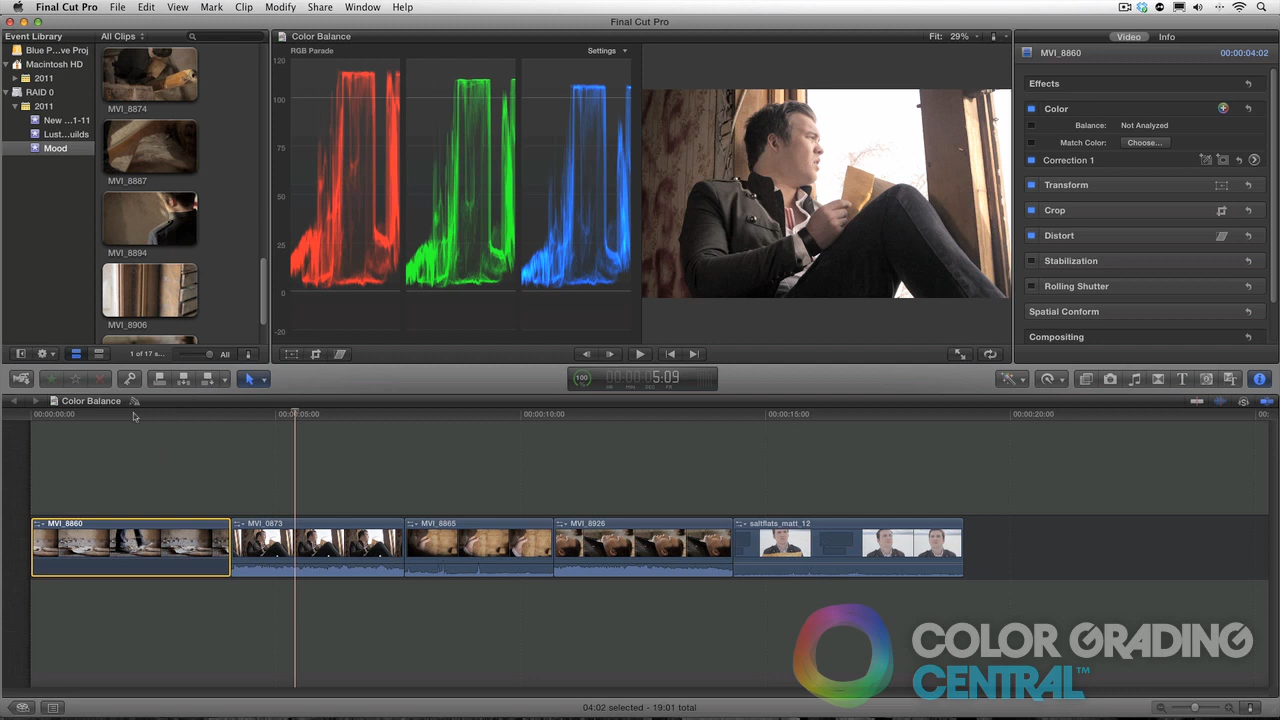 Final Cut Pro File Edit View Mark Clip Modify Share Window Help
Final Cut Pro
Event Library All Clips
Blue P...ve Proj
Macintosh HD
2011
RAID 0
2011
New ...1-11
Lust...uilds
Mood
MVI_8874
MVI_8887
MVI_8894
MVI_8906
1 of 17 s... All
Color Balance Fit: 29%
RGB Parade Settings
120
100
75
50
25
0
-20
Video Info
MVI_8860 00:00:04:02
Effects
Color
Balance: Not Analyzed
Match Color: Choose...
Correction 1
Transform
Crop
Distort
Stabilization
Rolling Shutter
Spatial Conform
Compositing
100 5:09
Color Balance
00:00:00:00 00:00:05:00 00:00:10:00 00:00:15:00 00:00:20:00
MVI_8860 MVI_0873 MVI_8865 MVI_8926 saltflats_matt_12
COLOR GRADING
CENTRAL™
04:02 selected - 19:01 total